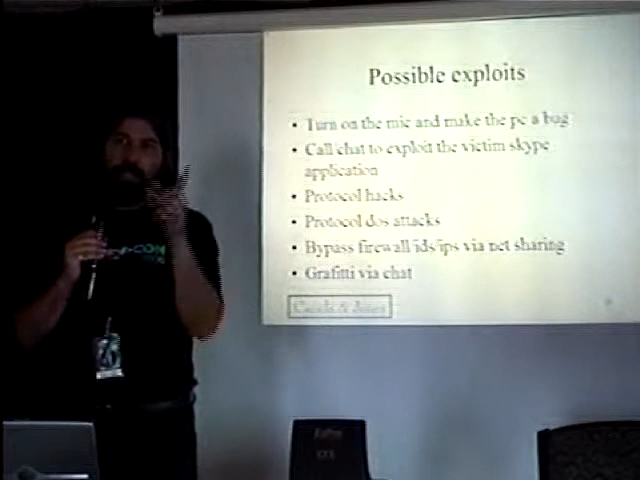 Possible exploits
• Turn on the mic and make the pc a bug
• Call/chat to exploit the victim skype
application
• Protocol hacks
• Protocol dos attacks
• Bypass firewall/ids/ips via net sharing
• Grafitti via chat